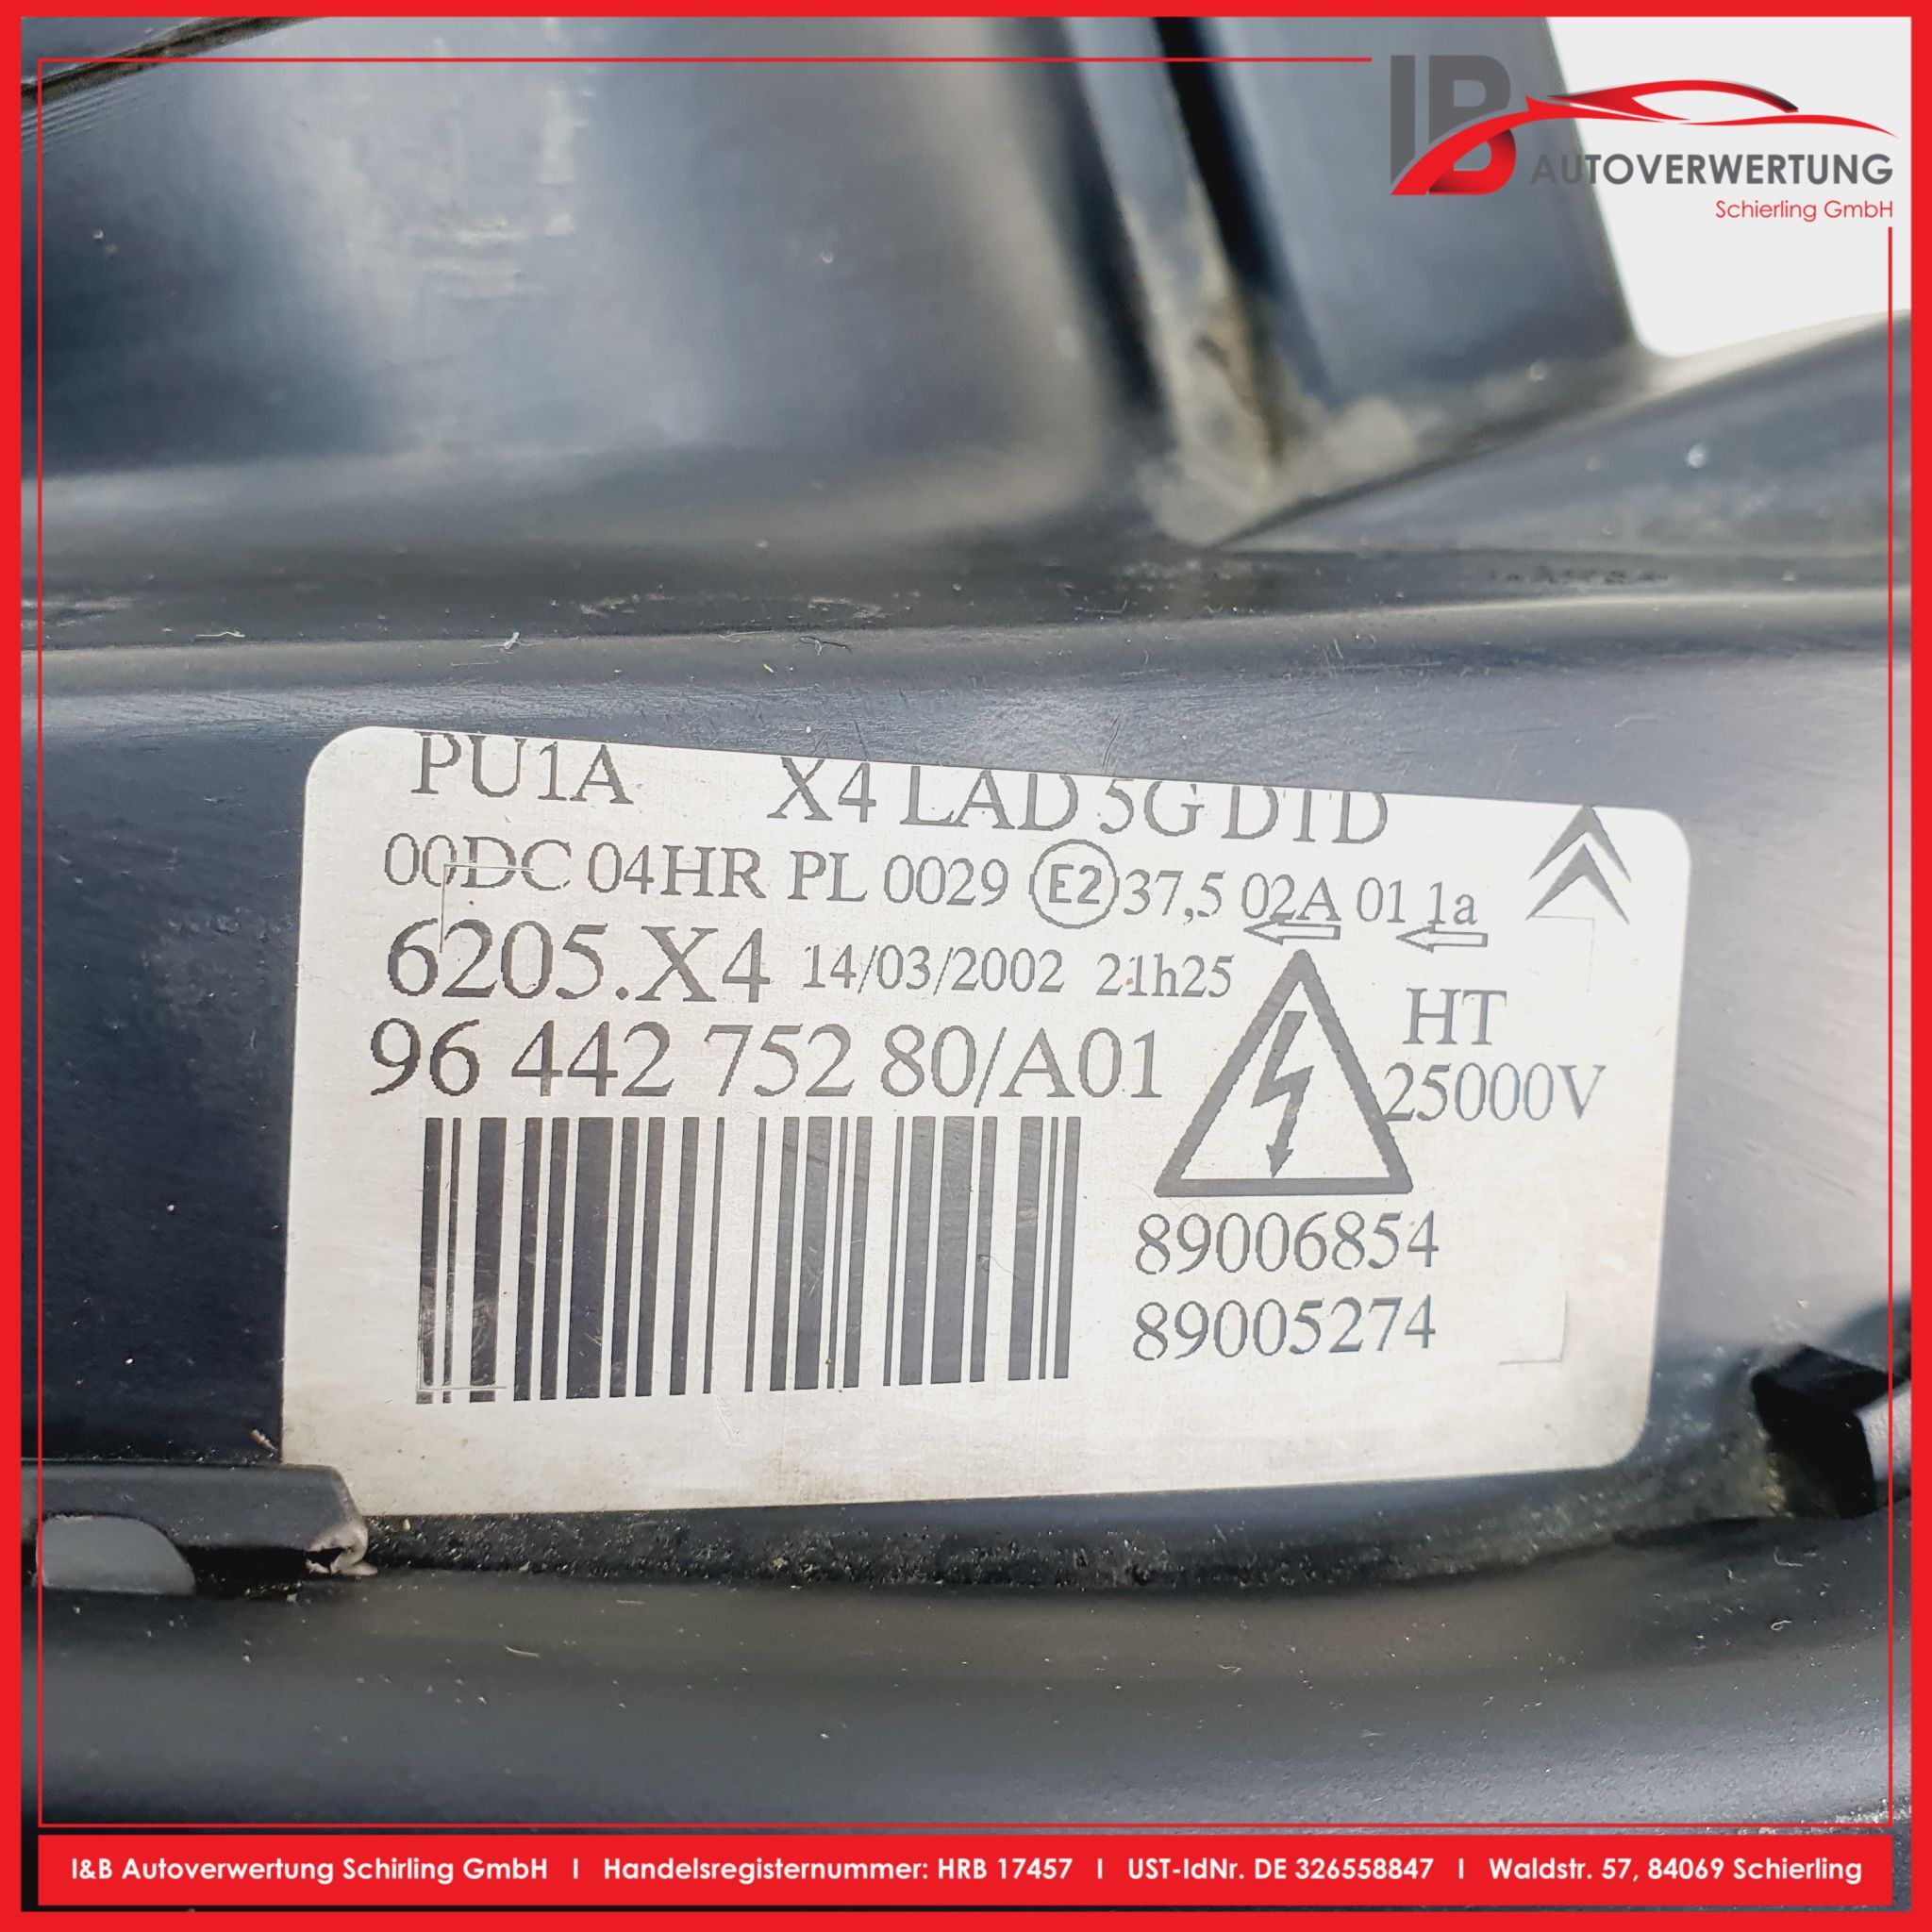 IB
AUTOVERWERTUNG
Schierling GmbH
PU1A X4 LAD 5G DTD
00DC 04HR PL 0029 E2 37,5 02A 01 1a
6205.X4 14/03/2002 21h25
96 442 752 80/A01
HT
25000V
89006854
89005274
I&B Autoverwertung Schirling GmbH I Handelsregisternummer: HRB 17457 I UST-IdNr. DE 326558847 I Waldstr. 57, 84069 Schierling